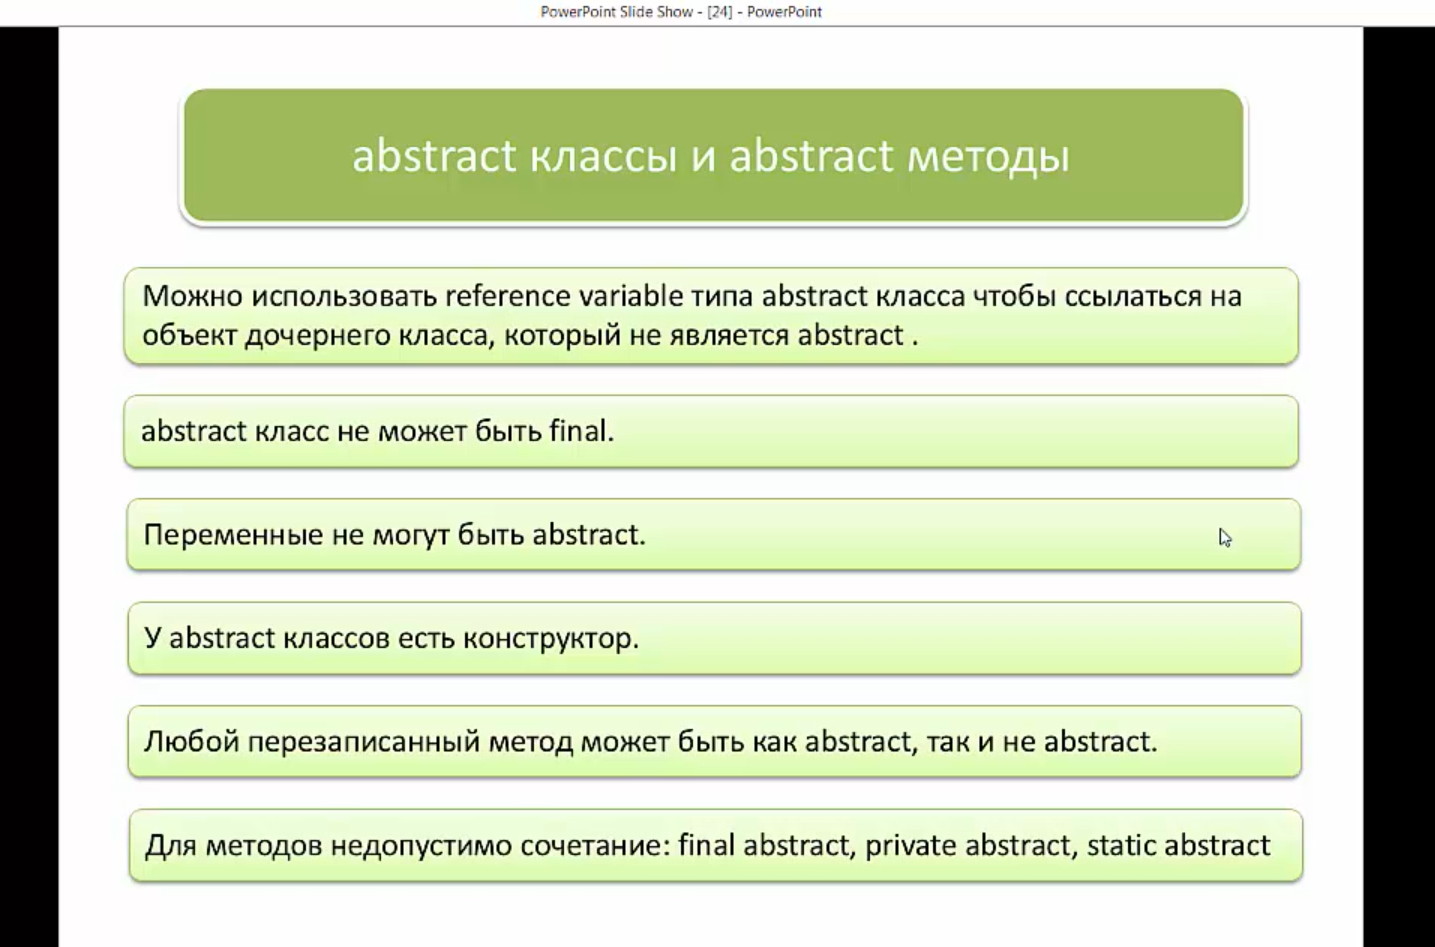 PowerPoint Slide Show - [24] - PowerPoint
abstract классы и abstract методы
Можно использовать reference variable типа abstract класса чтобы ссылаться на
объект дочернего класса, который не является abstract .
abstract класс не может быть final.
Переменные не могут быть abstract.
У abstract классов есть конструктор.
Любой перезаписанный метод может быть как abstract, так и не abstract.
Для методов недопустимо сочетание: final abstract, private abstract, static abstract